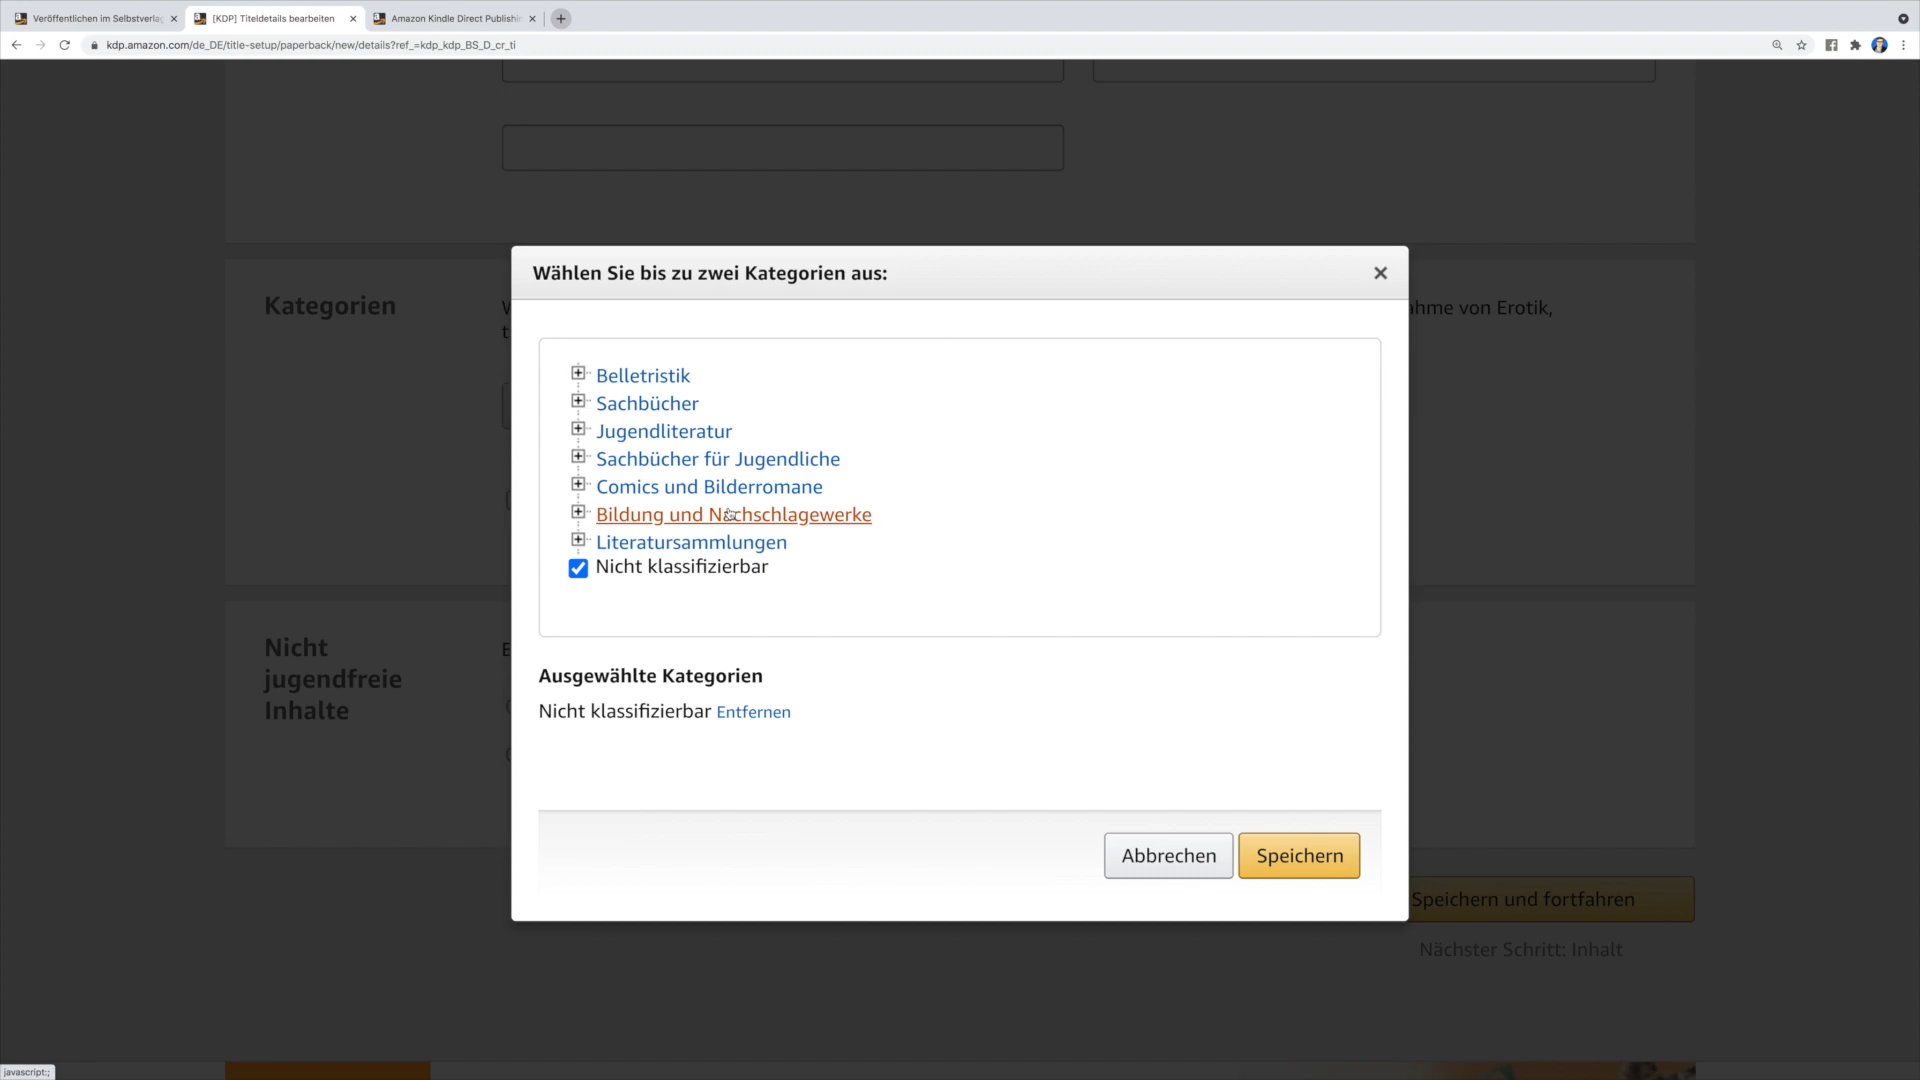 Veröffentlichen im Selbstverla
[KDP] Titeldetails bearbeiten
Amazon Kindle Direct Publishi
kdp.amazon.com/de_DE/title-setup/paperback/new/details?ref_=kdp_kdp_BS_D_cr_ti
Wählen Sie bis zu zwei Kategorien aus:
Kategorien
hme von Erotik,
Belletristik
Sachbücher
Jugendliteratur
Sachbücher für Jugendliche
Comics und Bilderromane
Bildung und Nachschlagewerke
Literatursammlungen
Nicht klassifizierbar
Nicht
jugendfreie
Inhalte
Ausgewählte Kategorien
Nicht klassifizierbar Entfernen
Abbrechen
Speichern
Speichern und fortfahren
Nächster Schritt: Inhalt
javascript:;